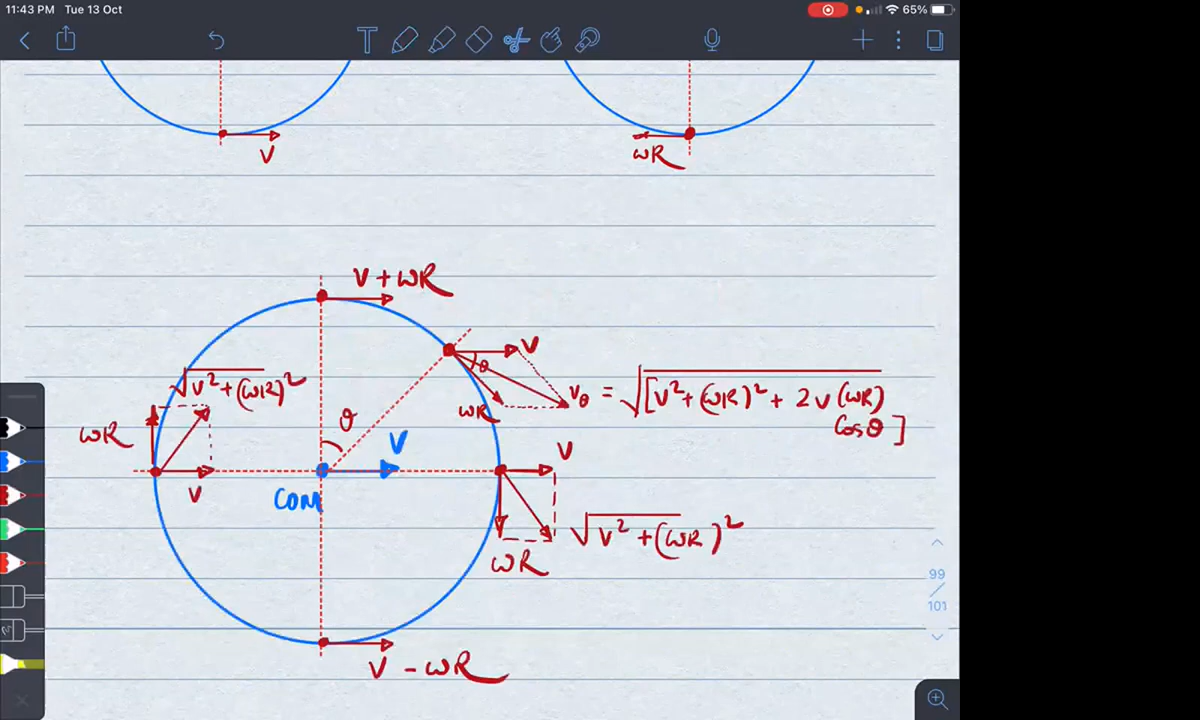 11:43 PM Tue 13 Oct
65%
T
V
ωR
V + ωR
√V² + (ωR)²
V
θ
V_θ = √[V² + (ωR)² + 2V(ωR)
Cosθ]
ωR
ωR
θ
V
V
V
COM
√V² + (ωR)²
ωR
V - ωR
99
/
101